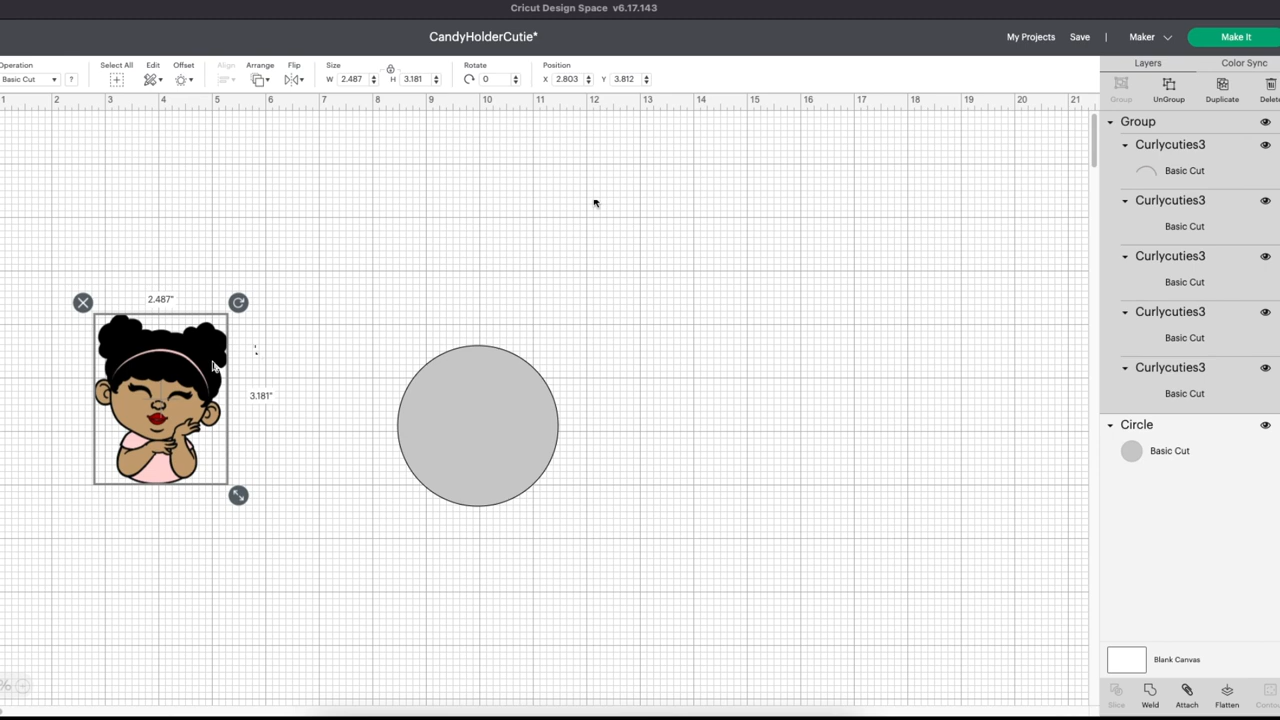 Cricut Design Space v6.17.143
CandyHolderCutie*
My Projects Save | Maker Make It
Operation Select All Edit Offset Align Arrange Flip Size Rotate Position
Basic Cut ? W 2.487 H 3.181 0 X 2.803 Y 3.812
Layers Color Sync
1 2 3 4 5 6 7 8 9 10 11 12 13 14 15 16 17 18 19 20 21
Group UnGroup Duplicate Delet
Group
Curlycuties3
Basic Cut
Curlycuties3
Basic Cut
Curlycuties3
Basic Cut
Curlycuties3
Basic Cut
Curlycuties3
Basic Cut
Circle
Basic Cut
2.487"
3.181"
Blank Canvas
%
Slice Weld Attach Flatten Contou